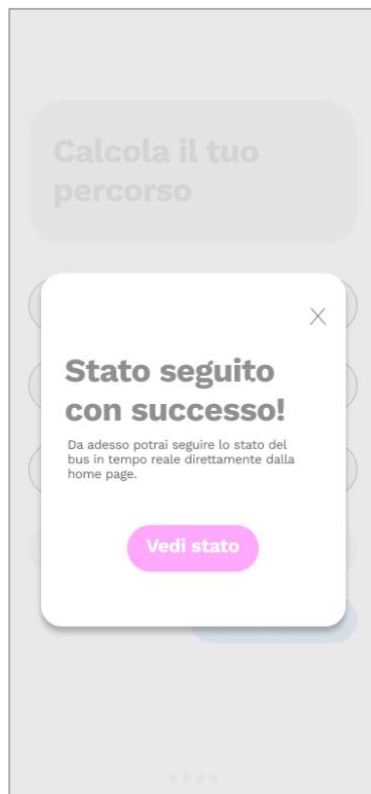 Calcola il tuo
percorso
Stato seguito
con successo!
Da adesso potrai seguire lo stato del
bus in tempo reale direttamente dalla
home page.
Vedi stato